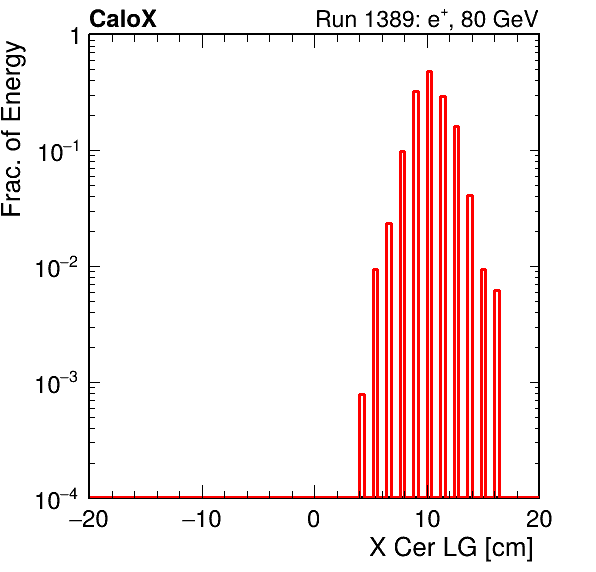 CaloX Run 1389: e⁺, 80 GeV
Frac. of Energy
1
10⁻¹
10⁻²
10⁻³
10⁻⁴
−20 −10 0 10 20
X Cer LG [cm]